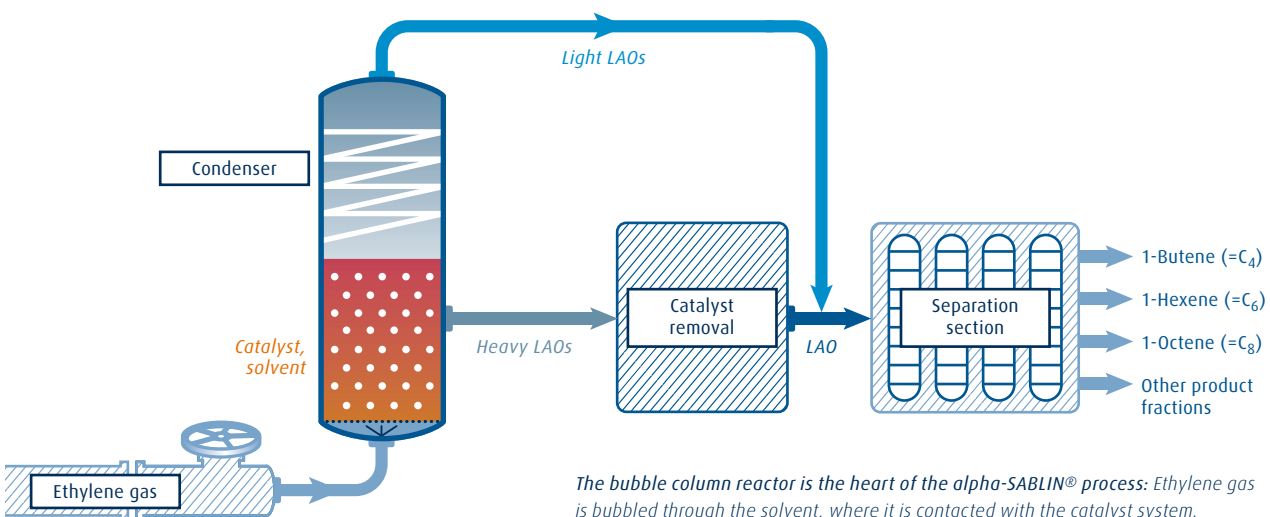 Light LAOs
Condenser
Catalyst,
solvent
Heavy LAOs
Catalyst
removal
LAO
Separation
section
1-Butene (=C₄)
1-Hexene (=C₆)
1-Octene (=C₈)
Other product
fractions
Ethylene gas
The bubble column reactor is the heart of the alpha-SABLIN® process: Ethylene gas
is bubbled through the solvent, where it is contacted with the catalyst system.